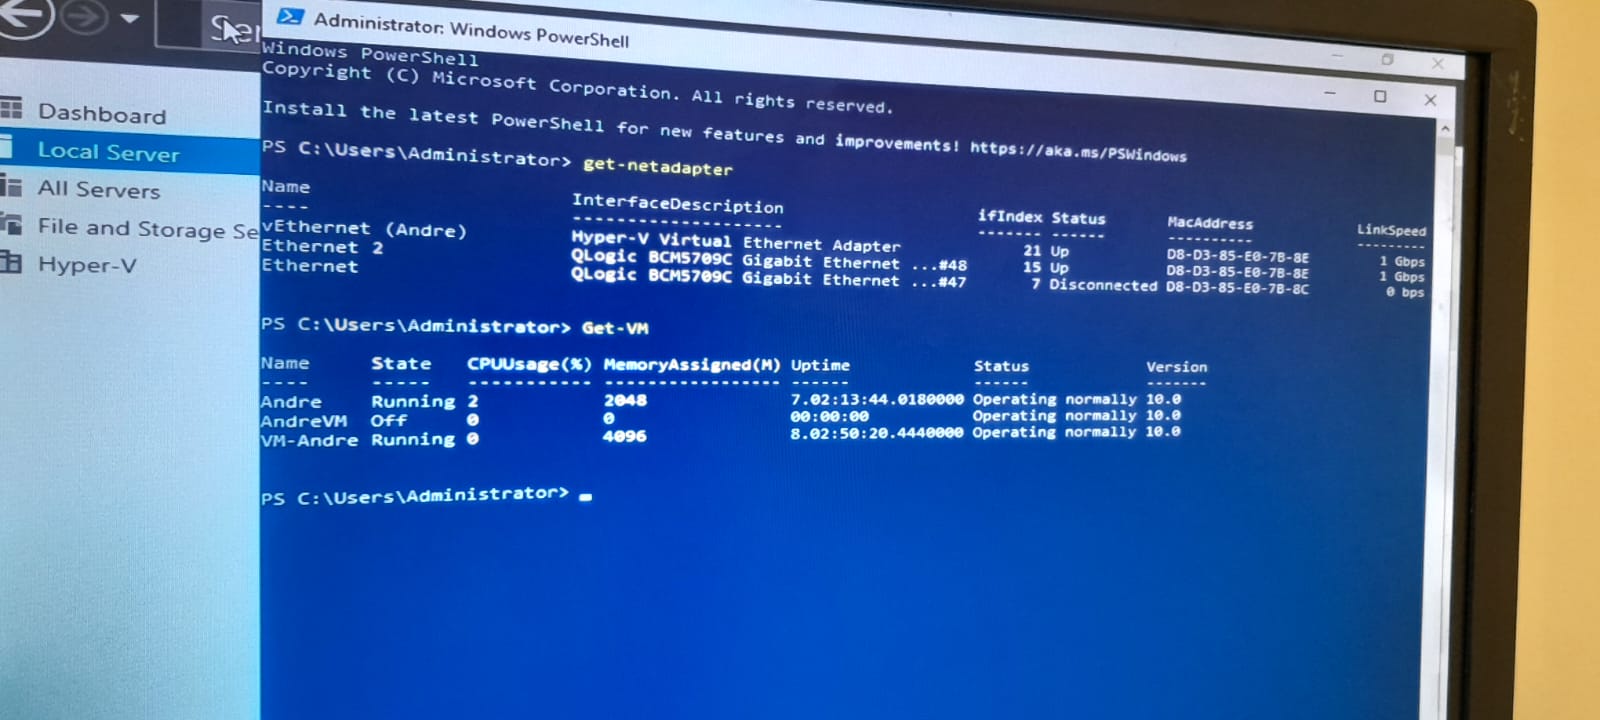 Administrator: Windows PowerShell
Windows PowerShell
Copyright (C) Microsoft Corporation. All rights reserved.
Install the latest PowerShell for new features and improvements! https://aka.ms/PSWindows
PS C:\Users\Administrator> get-netadapter
Name InterfaceDescription ifIndex Status MacAddress LinkSpeed
---- -------------------- ------- ------ ---------- ---------
vEthernet (Andre) Hyper-V Virtual Ethernet Adapter 21 Up D8-D3-85-E0-7B-8E 1 Gbps
Ethernet 2 QLogic BCM5709C Gigabit Ethernet ...#48 15 Up D8-D3-85-E0-7B-8E 1 Gbps
Ethernet QLogic BCM5709C Gigabit Ethernet ...#47 7 Disconnected D8-D3-85-E0-7B-8C 0 bps
PS C:\Users\Administrator> Get-VM
Name State CPUUsage(%) MemoryAssigned(M) Uptime Status Version
---- ----- ----------- ----------------- ------ ------ -------
Andre Running 2 2048 7.02:13:44.0180000 Operating normally 10.0
AndreVM Off 0 0 00:00:00 Operating normally 10.0
VM-Andre Running 0 4096 8.02:50:20.4440000 Operating normally 10.0
PS C:\Users\Administrator>
Ser
Dashboard
Local Server
All Servers
File and Storage Se
Hyper-V